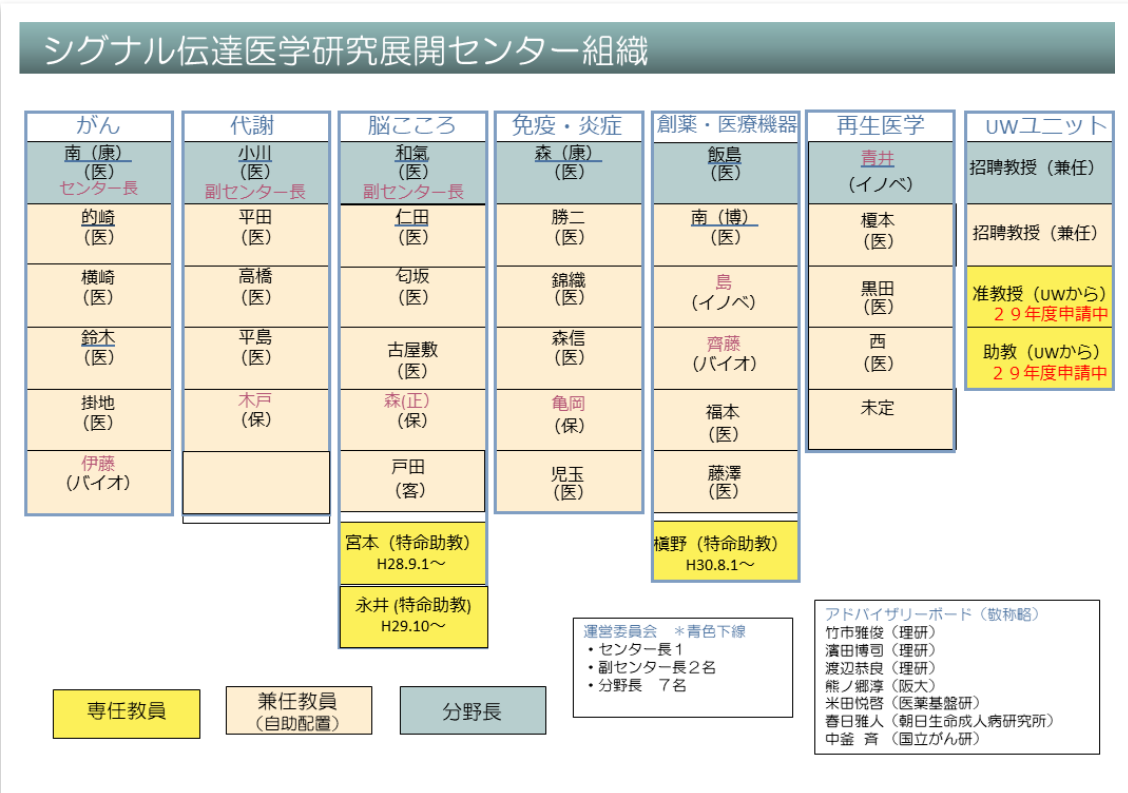 シグナル伝達医学研究展開センター組織
がん
南（康）
（医）
センター長
的崎
（医）
横崎
（医）
鈴木
（医）
掛地
（医）
伊藤
（バイオ）
代謝
小川
（医）
副センター長
平田
（医）
高橋
（医）
平島
（医）
木戸
（保）
脳こころ
和氣
（医）
副センター長
仁田
（医）
匂坂
（医）
古屋敷
（医）
森(正）
（保）
戸田
（客）
宮本（特命助教）
H28.9.1～
永井 (特命助教)
H29.10～
免疫・炎症
森（康）
（医）
勝二
（医）
錦織
（医）
森信
（医）
亀岡
（保）
児玉
（医）
創薬・医療機器
飯島
（医）
南（博）
（医）
島
（イノベ）
齊藤
（バイオ）
福本
（医）
藤澤
（医）
槇野（特命助教）
H30.8.1～
再生医学
青井
（イノベ）
榎本
（医）
黒田
（医）
西
（医）
未定
UWユニット
招聘教授（兼任）
招聘教授（兼任）
准教授（UWから）
２９年度申請中
助教（UWから）
２９年度申請中
専任教員
兼任教員
（自助配置）
分野長
運営委員会　＊青色下線
・センター長１
・副センター長２名
・分野長　７名
アドバイザリーボード（敬称略）
竹市雅俊（理研）
濱田博司（理研）
渡辺恭良（理研）
熊ノ郷淳（阪大）
米田悦啓（医薬基盤研）
春日雅人（朝日生命成人病研究所）
中釜 斉（国立がん研）